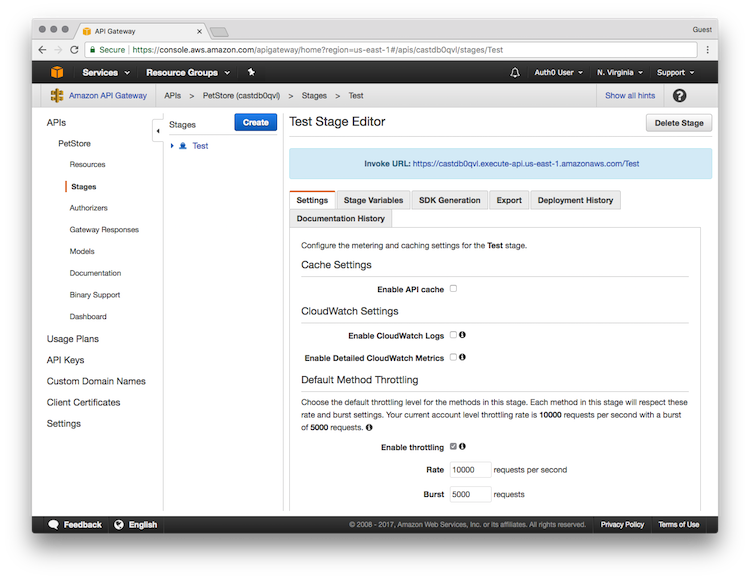 API Gateway
Guest
Secure https://console.aws.amazon.com/apigateway/home?region=us-east-1#/apis/castdb0qvl/stages/Test
Services Resource Groups Auth0 User N. Virginia Support
Amazon API Gateway APIs > PetStore (castdb0qvl) > Stages > Test Show all hints ?
APIs
PetStore
Resources
Stages
Authorizers
Gateway Responses
Models
Documentation
Binary Support
Dashboard
Usage Plans
API Keys
Custom Domain Names
Client Certificates
Settings
Stages Create
Test
Test Stage Editor Delete Stage
Invoke URL: https://castdb0qvl.execute-api.us-east-1.amazonaws.com/Test
Settings Stage Variables SDK Generation Export Deployment History
Documentation History
Configure the metering and caching settings for the Test stage.
Cache Settings
Enable API cache
CloudWatch Settings
Enable CloudWatch Logs
Enable Detailed CloudWatch Metrics
Default Method Throttling
Choose the default throttling level for the methods in this stage. Each method in this stage will respect these
rate and burst settings. Your current account level throttling rate is 10000 requests per second with a burst
of 5000 requests.
Enable throttling
Rate 10000 requests per second
Burst 5000 requests
Feedback English © 2008 - 2017, Amazon Web Services, Inc. or its affiliates. All rights reserved. Privacy Policy Terms of Use